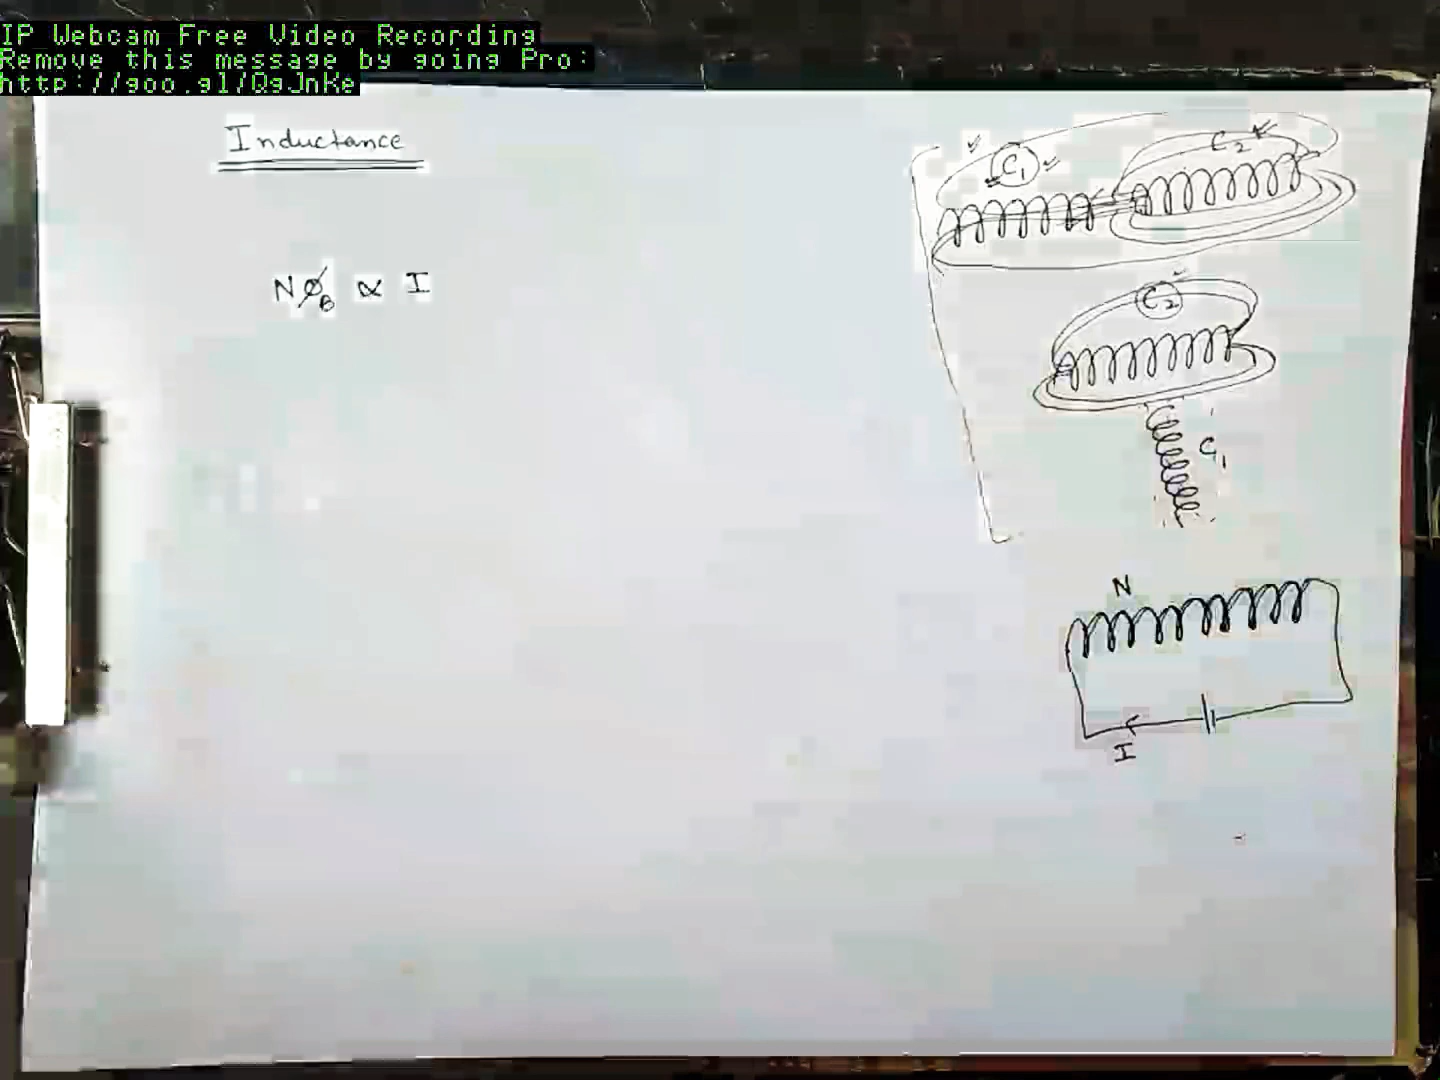 IP Webcam Free Video Recording
Remove this message by going Pro:
http://goo.gl/QgJnKe
Inductance
NØ_B ∝ I
C₁
C₂
C₂
C₁
N
I